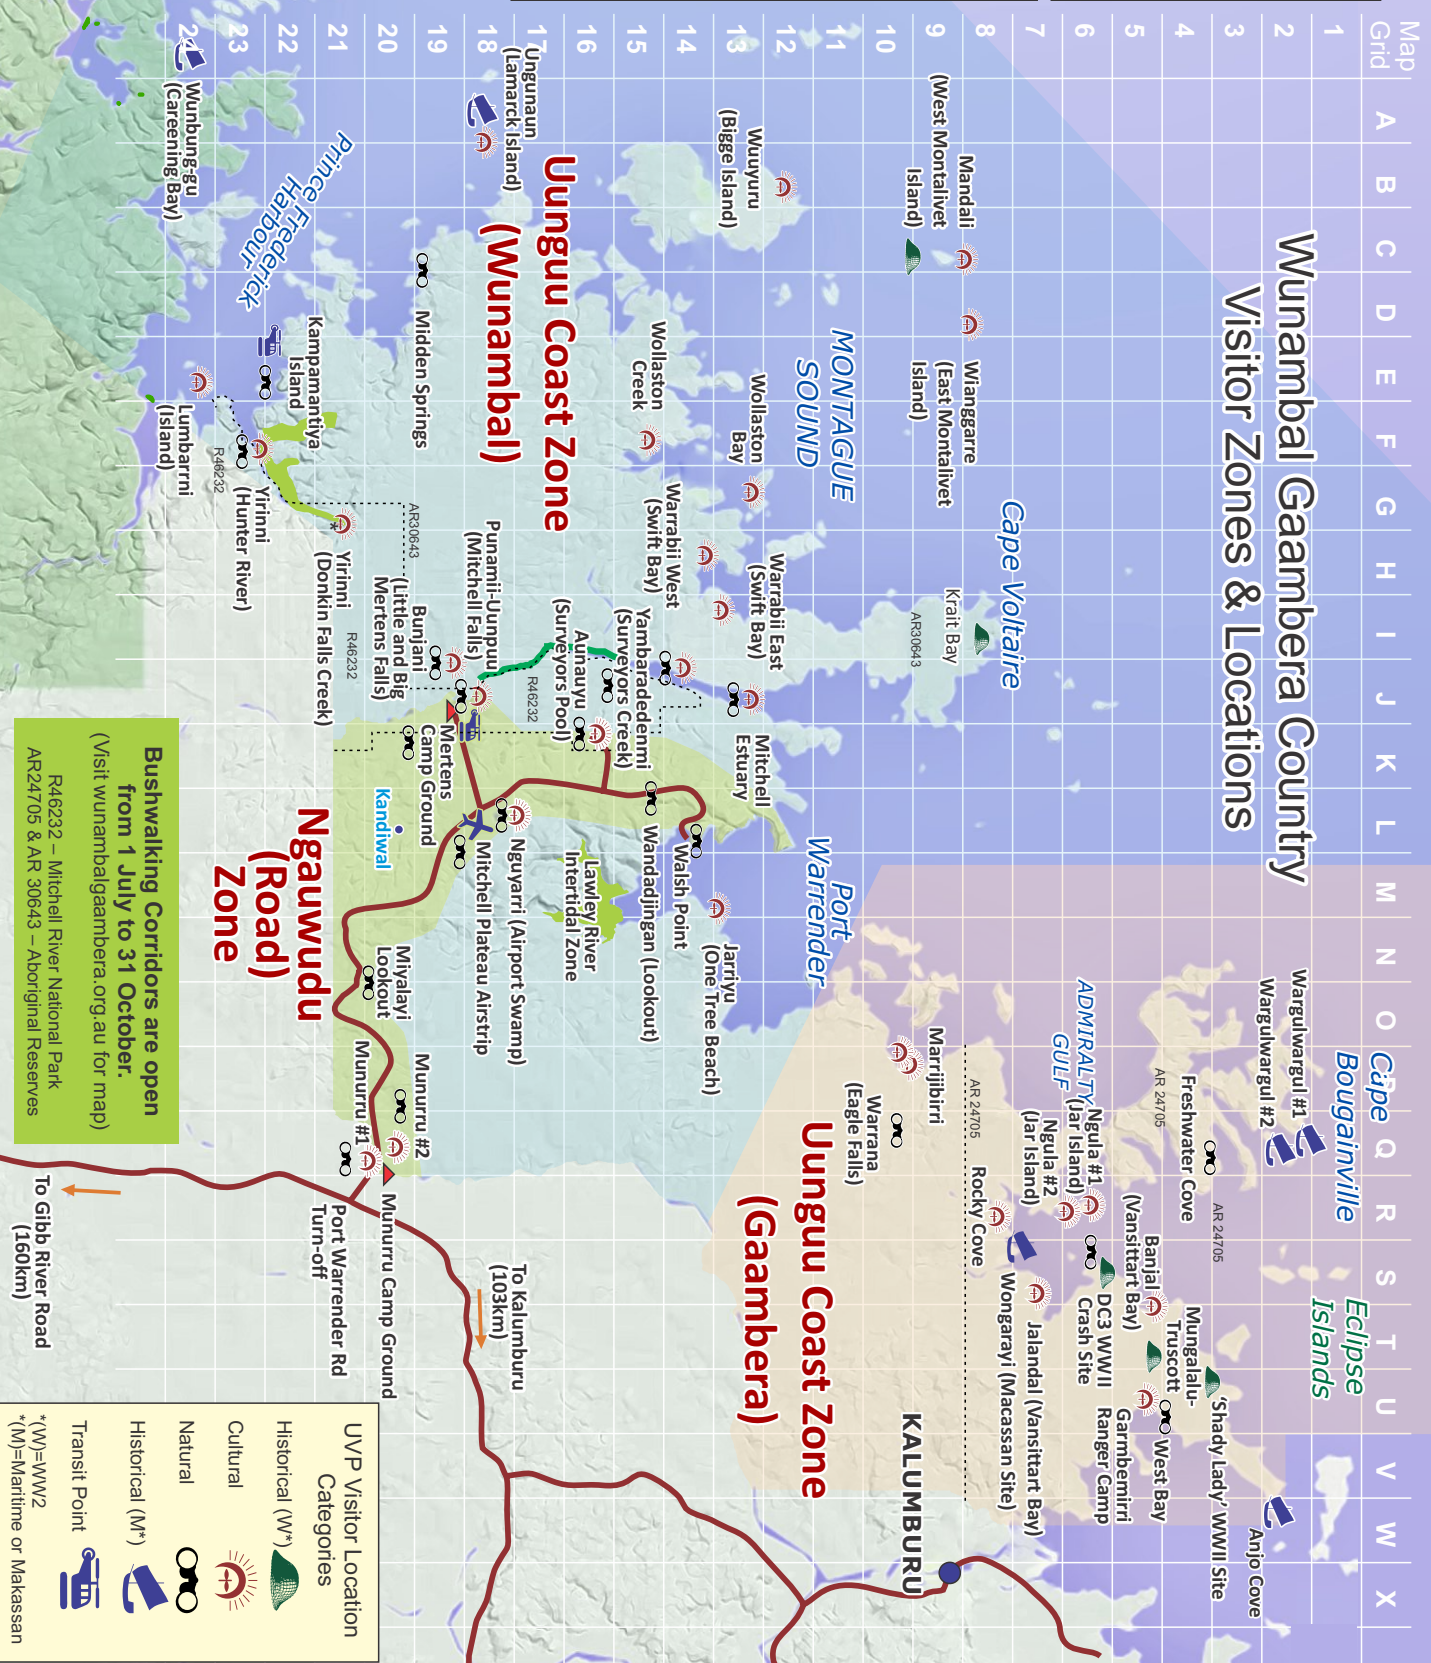 Map
Grid
A
B
C
D
E
F
G
H
I
J
K
L
M
N
O
P
Q
R
S
T
U
V
W
X
1
2
3
4
5
6
7
8
9
10
11
12
13
14
15
16
17
18
19
20
21
22
23
24
Wunambal Gaambera Country
Visitor Zones & Locations
Cape
Bougainville
Eclipse
Islands
Wargulwargul #1
Wargulwargul #2
Anjo Cove
Freshwater Cove
AR 24705
AR 24705
'Shady Lady' WWII Site
Mungalalu-
Truscott
West Bay
Garmbemirri
Ranger Camp
Banjal
(Vansittart Bay)
ADMIRALTY
GULF
Ngula #1
(Jar Island)
Ngula #2
(Jar Island)
DC3 WWII
Crash Site
Jalandal (Vansittart Bay)
Wongarayi (Macassan Site)
Rocky Cove
AR 24705
Cape Voltaire
Krait Bay
AR30643
Mandali
(West Montalivet
Island)
Wianggarre
(East Montalivet
Island)
Marrijibirri
Warrana
(Eagle Falls)
KALUMBURU
MONTAGUE
SOUND
Port
Warrender
Uunguu Coast Zone
(Gaambera)
Wuuyuru
(Bigge Island)
Wollaston
Bay
Warrabii East
(Swift Bay)
Mitchell
Estuary
Jarriyu
(One Tree Beach)
Wollaston
Creek
Warrabii West
(Swift Bay)
Yambaradedenmi
(Surveyors Creek)
Walsh Point
Wandadjingan (Lookout)
Aunauyu
(Surveyors Pool)
Lawley River
Intertidal Zone
R46232
Ungunaun
(Lamarck Island)
Uunguu Coast Zone
(Wunambal)
Punamii-Uunpuu
(Mitchell Falls)
Nguyarri (Airport Swamp)
Mitchell Plateau Airstrip
To Kalumburu
(103km)
Midden Springs
AR30643
Bunjani
(Little and Big
Mertens Falls)
Mertens
Camp Ground
Kandiwal
Miyalayi
Lookout
Munurru #2
Munurru #1
Munurru Camp Ground
Port Warrender Rd
Turn-off
Prince Frederick
Harbour
Kampamantiya
Island
Yirinni
(Donkin Falls Creek)
*
R46232
Ngauwudu
(Road)
Zone
Yirinni
(Hunter River)
R46232
Lumbarrni
(Island)
Wunbung-gu
(Careening Bay)
Bushwalking Corridors are open
from 1 July to 31 October.
(Visit wunambalgaambera.org.au for map)
R46232 – Mitchell River National Park
AR24705 & AR 30643 – Aboriginal Reserves
To Gibb River Road
(160km)
UVP Visitor Location
Categories
Historical (W*)
Cultural
Natural
Historical (M*)
Transit Point
*(W)=WW2
*(M)=Maritime or Makassan